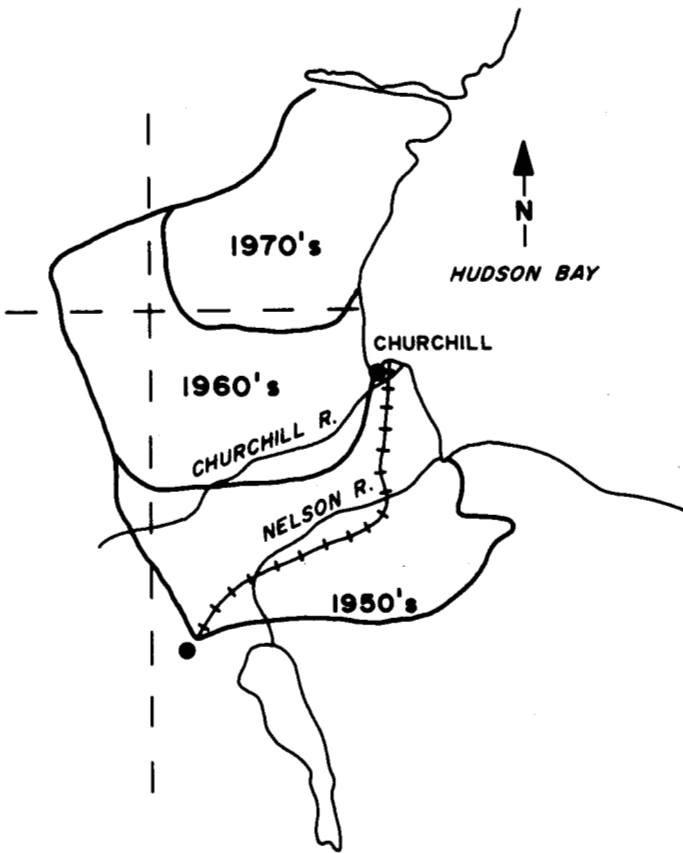 N
1970's
HUDSON BAY
CHURCHILL
1960's
CHURCHILL R.
NELSON R.
1950's